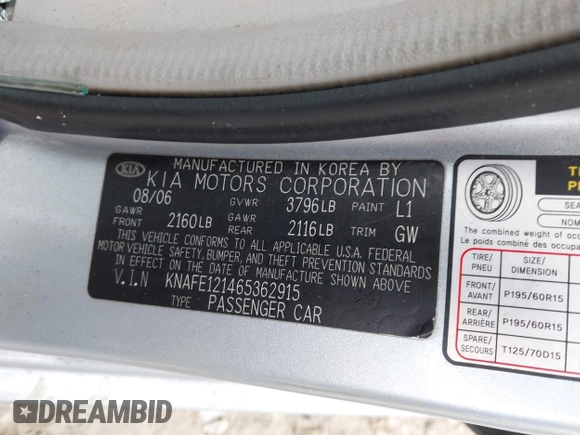 KIA
MANUFACTURED IN KOREA BY
KIA MOTORS CORPORATION
08/06 GVWR 3796LB PAINT L1
GAWR FRONT 2160LB GAWR REAR 2116LB TRIM GW
THIS VEHICLE CONFORMS TO ALL APPLICABLE U.S.A. FEDERAL
MOTOR VEHICLE SAFETY, BUMPER, AND THEFT PREVENTION STANDARDS
IN EFFECT ON THE DATE OF MANUFACTURE SHOWN ABOVE
V.I.N KNAFE121465362915
TYPE PASSENGER CAR
The combined weight of occu
Le poids combiné des occupa
TIRE/PNEU SIZE/DIMENSION
FRONT/AVANT P195/60R15
REAR/ARRIÈRE P195/60R15
SPARE/SECOURS T125/70D15
DREAMBID